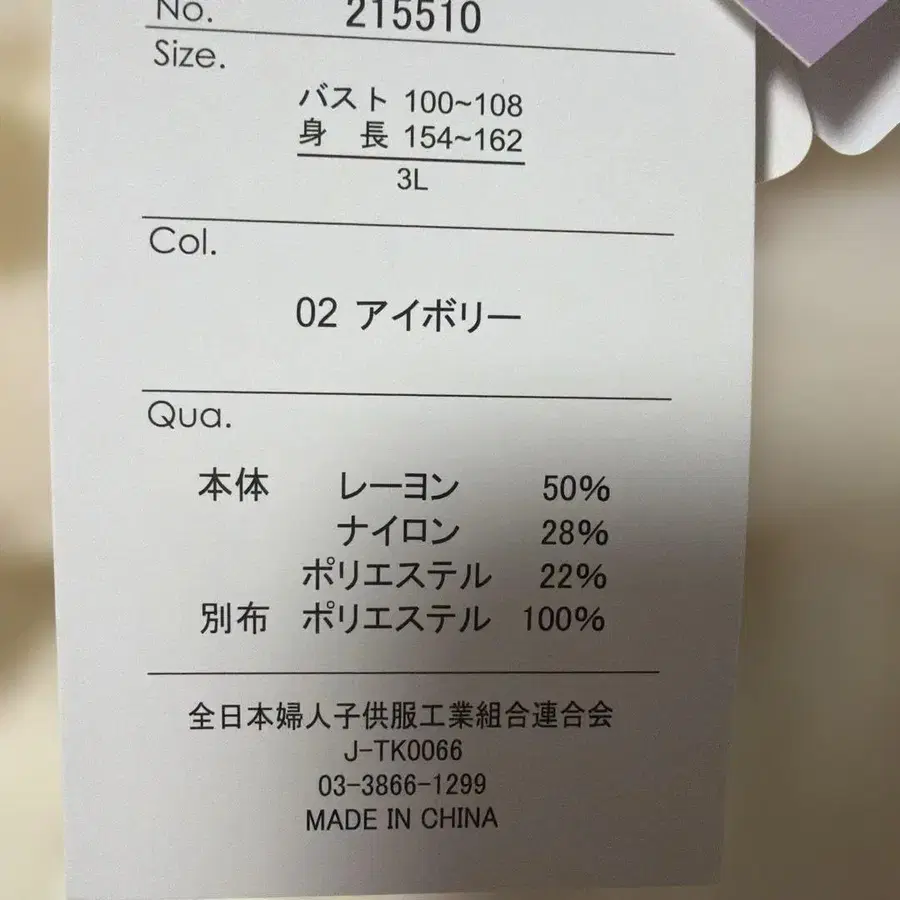 No. 215510
Size.
バスト 100~108
身 長 154~162
3L
Col.
02 アイボリー
Qua.
本体 レーヨン 50%
ナイロン 28%
ポリエステル 22%
別布 ポリエステル 100%
全日本婦人子供服工業組合連合会
J-TK0066
03-3866-1299
MADE IN CHINA